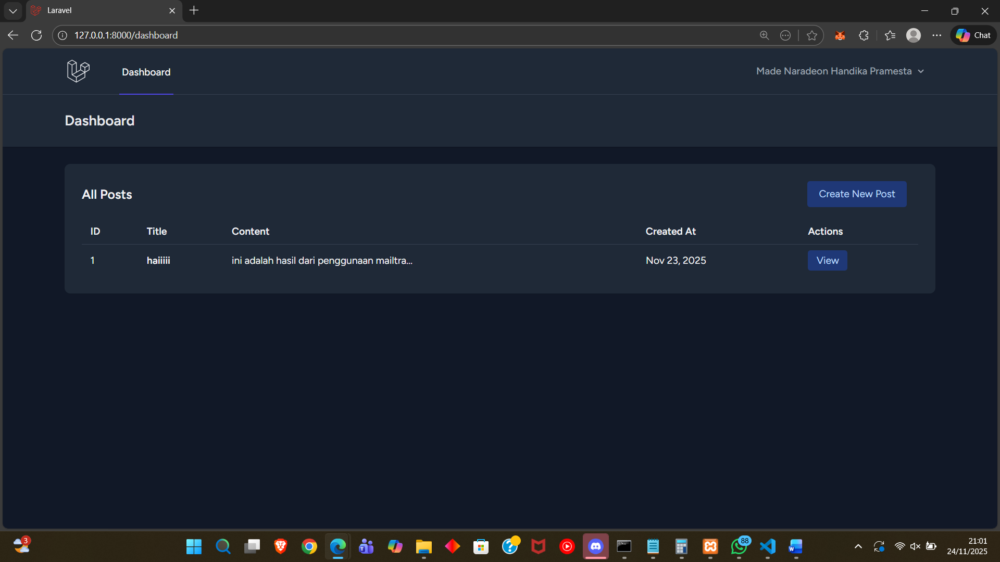 Laravel
127.0.0.1:8000/dashboard
Chat
Dashboard
Made Naradeon Handika Pramesta
Dashboard
All Posts
Create New Post
ID Title Content Created At Actions
1 haiiiii ini adalah hasil dari penggunaan mailtra... Nov 23, 2025 View
3
88
21:01
24/11/2025